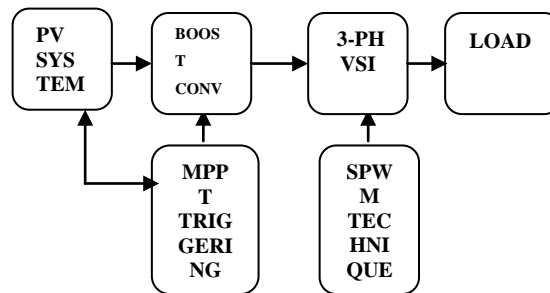 PV
SYS
TEM
BOOS
T
CONV
3-PH
VSI
LOAD
MPP
T
TRIG
GERI
NG
SPW
M
TEC
HNI
QUE